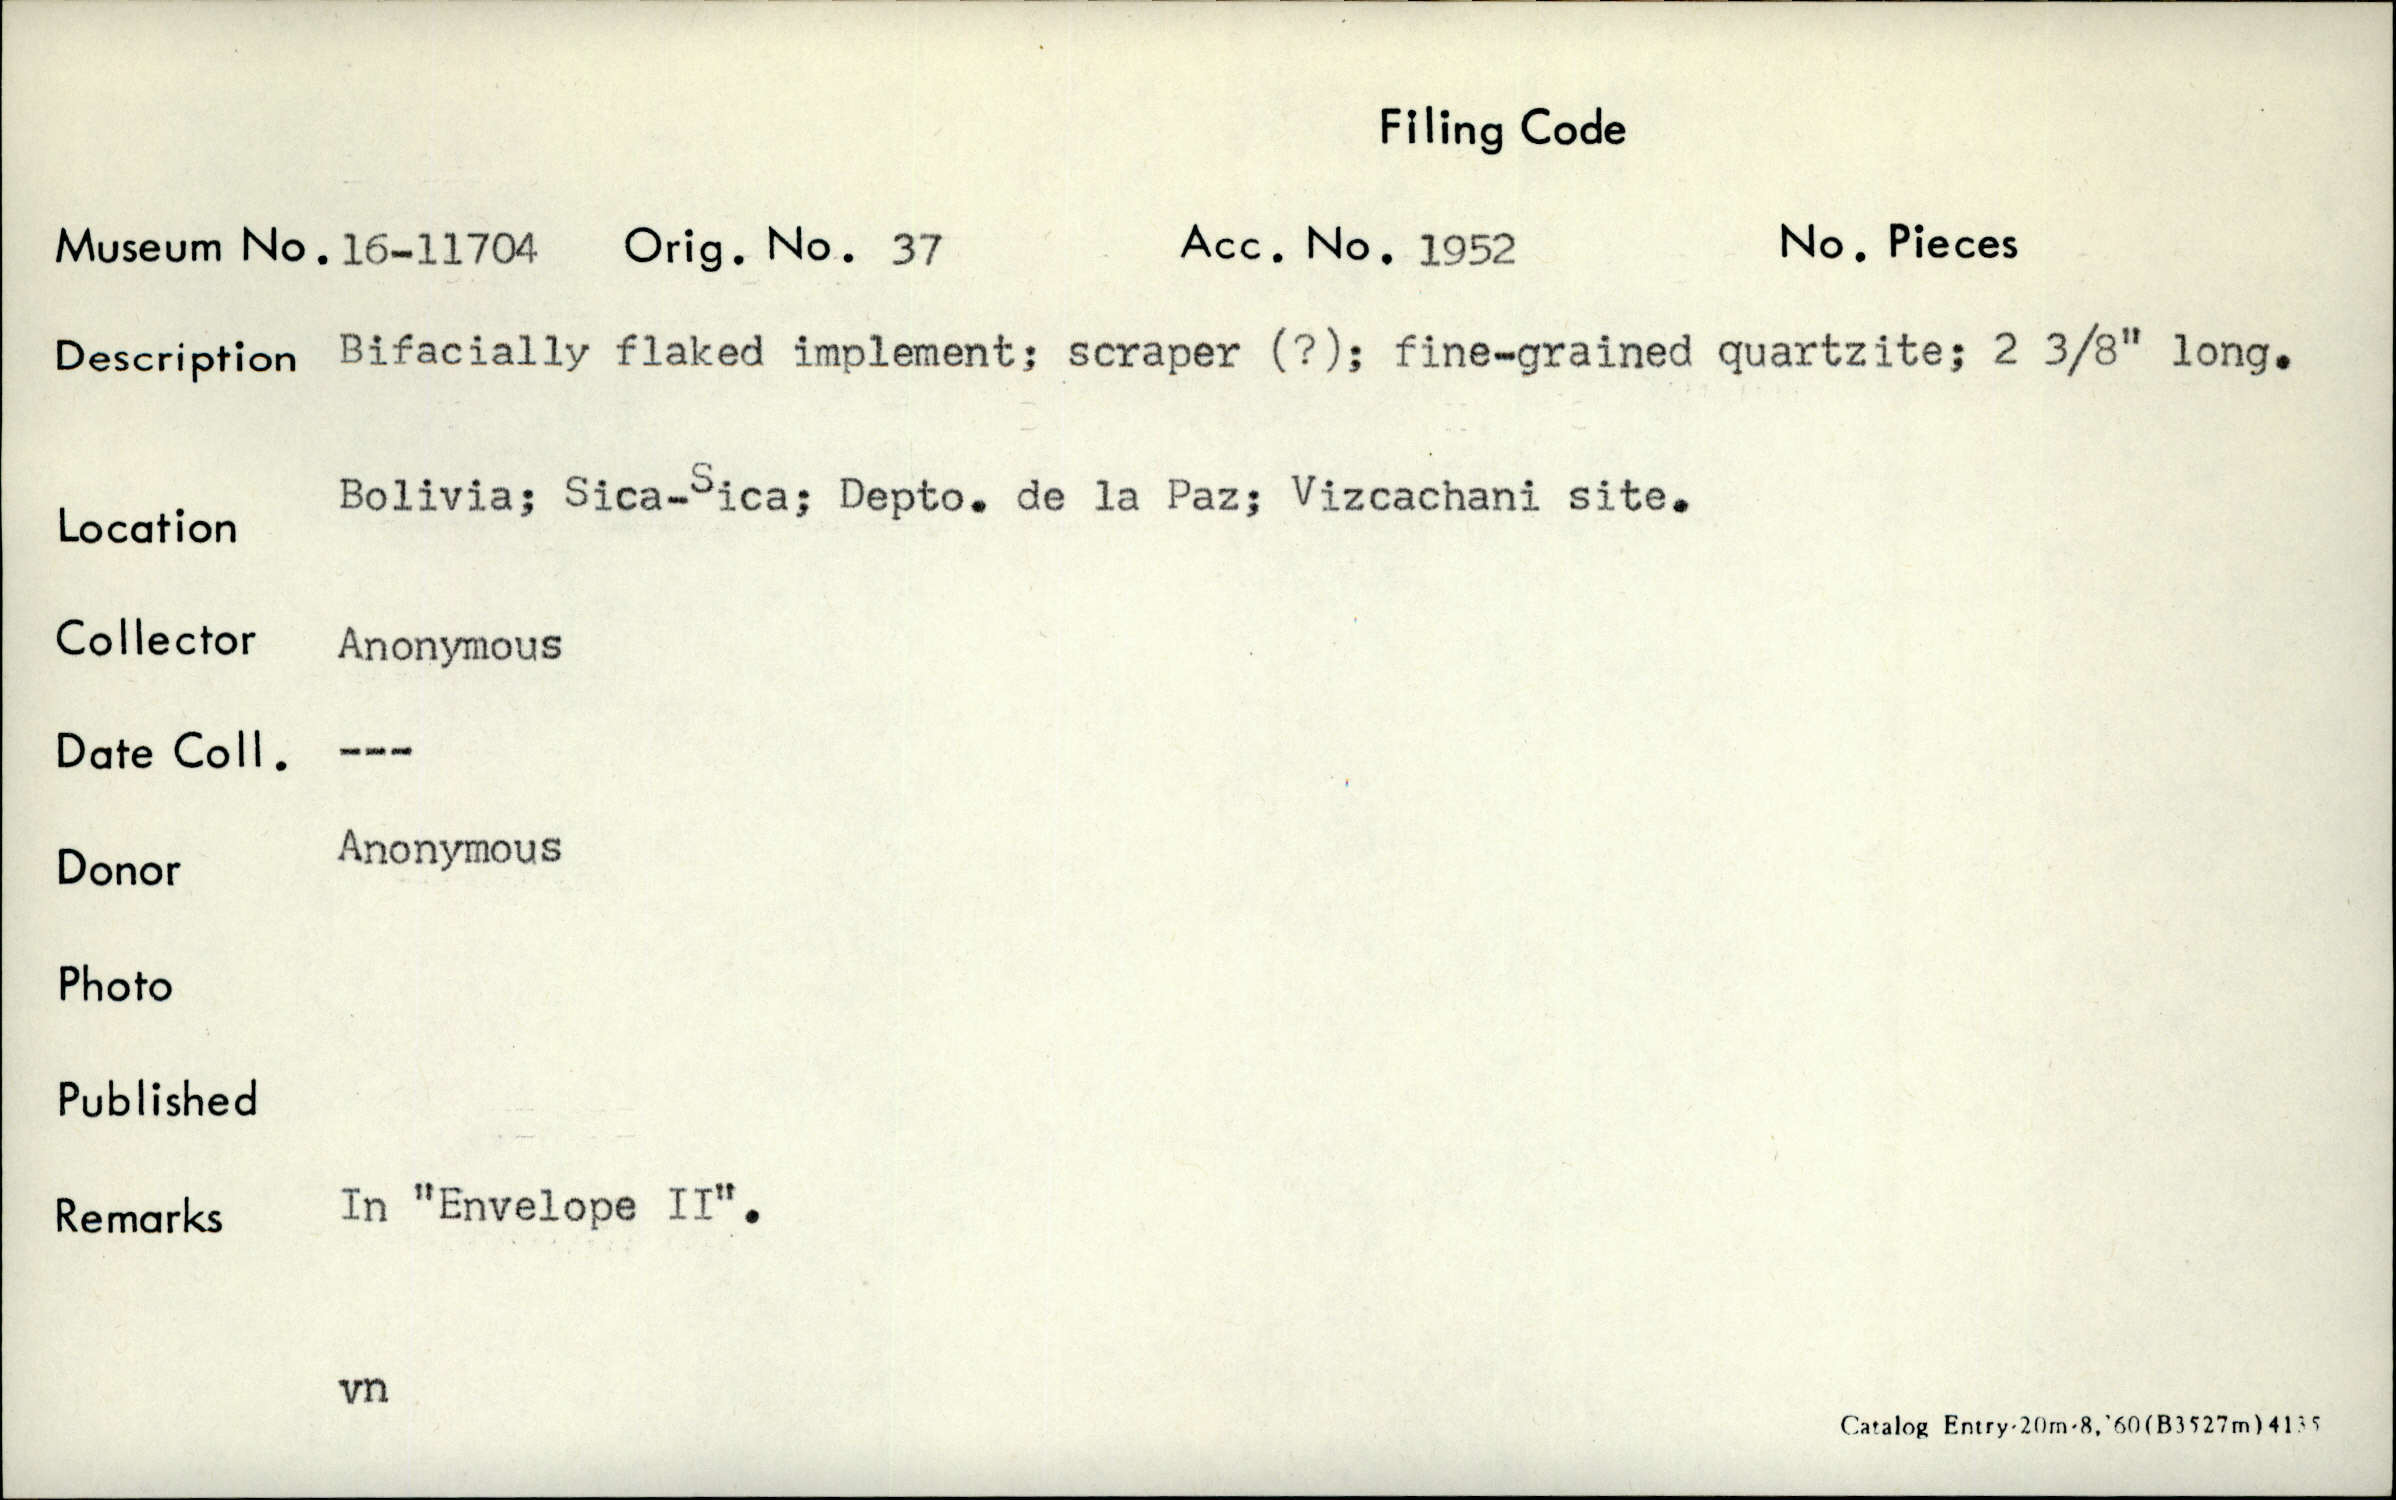 Filing Code
Museum No. 16-11704 Orig. No. 37 Acc. No. 1952 No. Pieces
Description Bifacially flaked implement; scraper (?); fine-grained quartzite; 2 3/8" long.
Bolivia; Sica-Sica; Depto. de la Paz; Vizcachani site.
Location
Collector Anonymous
Date Coll. ---
Anonymous
Donor
Photo
Published
Remarks In "Envelope II".
vn
Catalog Entry-20m-8,'60(B3527m)4135